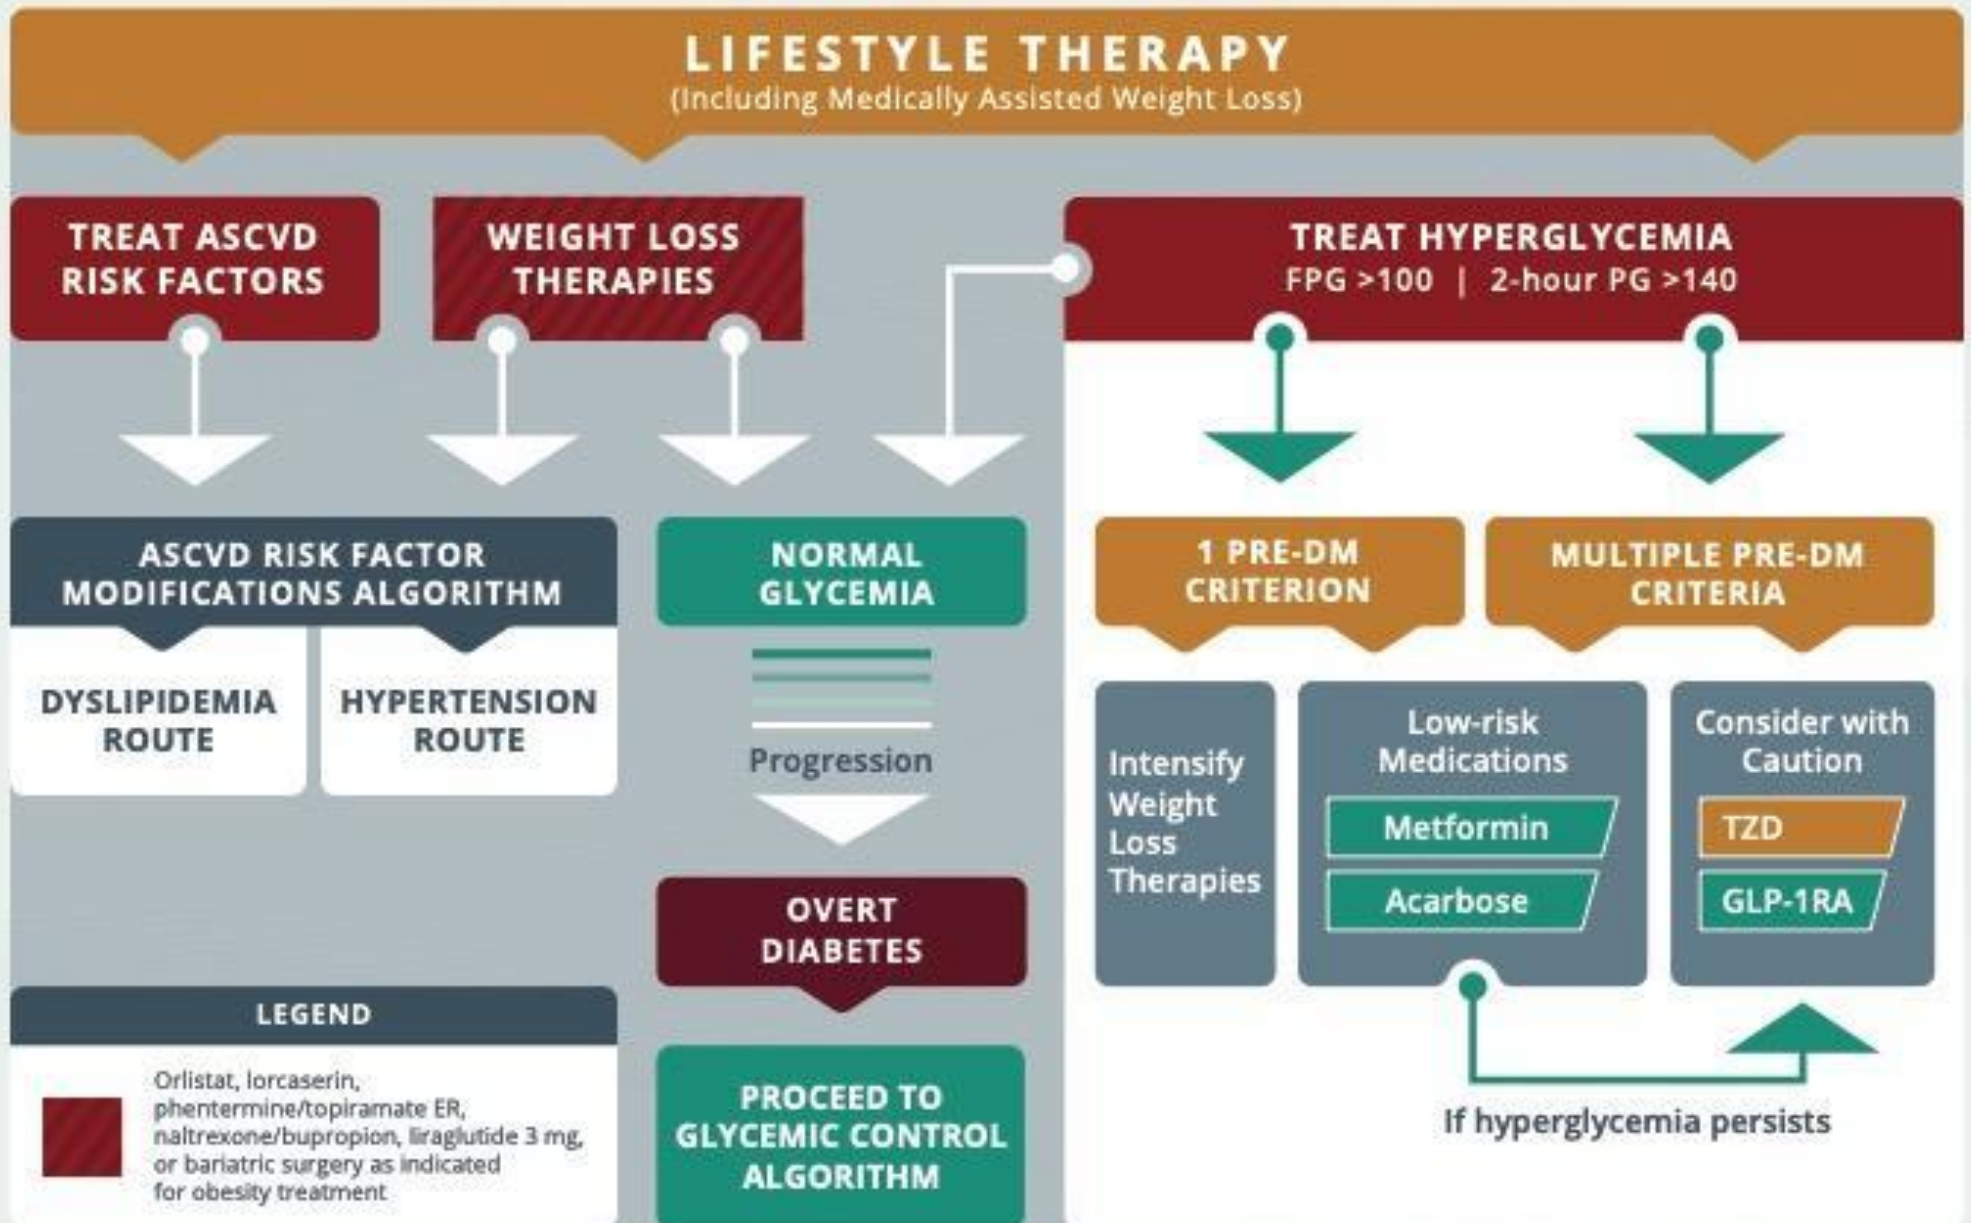 LIFESTYLE THERAPY
(Including Medically Assisted Weight Loss)
TREAT ASCVD
RISK FACTORS
WEIGHT LOSS
THERAPIES
TREAT HYPERGLYCEMIA
FPG >100 | 2-hour PG >140
ASCVD RISK FACTOR
MODIFICATIONS ALGORITHM
DYSLIPIDEMIA
ROUTE
HYPERTENSION
ROUTE
NORMAL
GLYCEMIA
Progression
OVERT
DIABETES
PROCEED TO
GLYCEMIC CONTROL
ALGORITHM
1 PRE-DM
CRITERION
MULTIPLE PRE-DM
CRITERIA
Intensify
Weight
Loss
Therapies
Low-risk
Medications
Metformin
Acarbose
Consider with
Caution
TZD
GLP-1RA
If hyperglycemia persists
LEGEND
Orlistat, lorcaserin,
phentermine/topiramate ER,
naltrexone/bupropion, liraglutide 3 mg,
or bariatric surgery as indicated
for obesity treatment